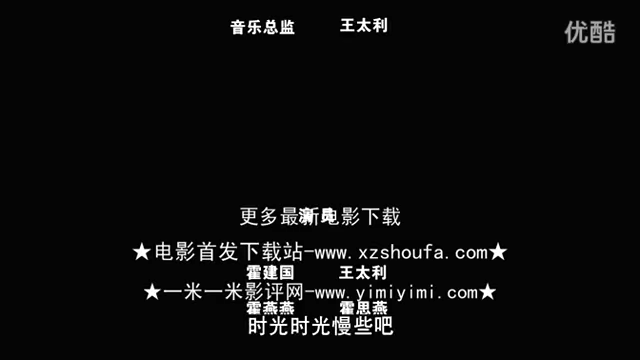 音乐总监 王太利
优酷
更多最新电影下载
★电影首发下载站-www.xzshoufa.com★
霍建国 王太利
★一米一米影评网-www.yimiyimi.com★
霍燕燕 霍思燕
时光时光慢些吧